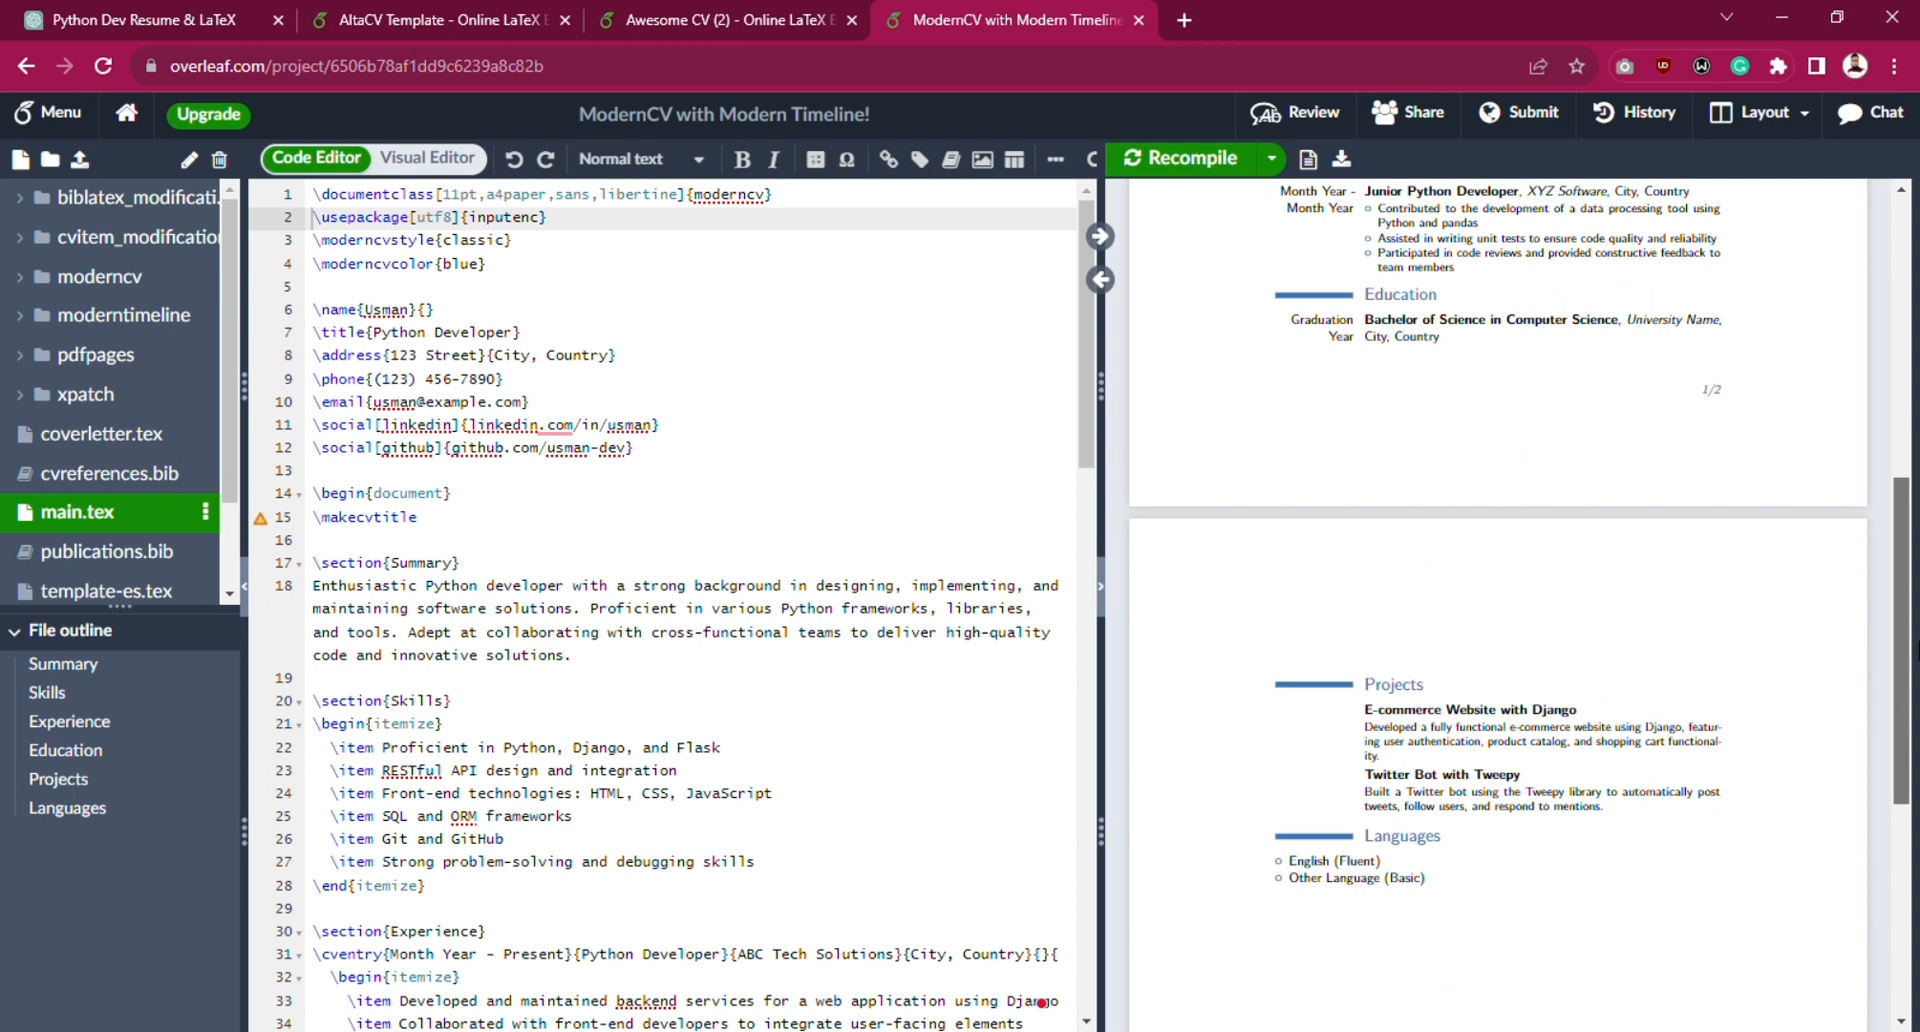 Python Dev Resume & LaTeX
AltaCV Template - Online LaTeX E
Awesome CV (2) - Online LaTeX E
ModernCV with Modern Timeline
overleaf.com/project/6506b78af1dd9c6239a8c82b
Menu
Upgrade
ModernCV with Modern Timeline!
Review
Share
Submit
History
Layout
Chat
Code Editor
Visual Editor
Normal text
B
I
Ω
Recompile
biblatex_modificati.
cvitem_modificatio
moderncv
moderntimeline
pdfpages
xpatch
coverletter.tex
cvreferences.bib
main.tex
publications.bib
template-es.tex
File outline
Summary
Skills
Experience
Education
Projects
Languages
1 \documentclass[11pt,a4paper,sans,libertine]{moderncv}
2 \usepackage[utf8]{inputenc}
3 \moderncvstyle{classic}
4 \moderncvcolor{blue}
5
6 \name{Usman}{}
7 \title{Python Developer}
8 \address{123 Street}{City, Country}
9 \phone{(123) 456-7890}
10 \email{usman@example.com}
11 \social[linkedin]{linkedin.com/in/usman}
12 \social[github]{github.com/usman-dev}
13
14 \begin{document}
15 \makecvtitle
16
17 \section{Summary}
18 Enthusiastic Python developer with a strong background in designing, implementing, and
maintaining software solutions. Proficient in various Python frameworks, libraries,
and tools. Adept at collaborating with cross-functional teams to deliver high-quality
code and innovative solutions.
19
20 \section{Skills}
21 \begin{itemize}
22 \item Proficient in Python, Django, and Flask
23 \item RESTful API design and integration
24 \item Front-end technologies: HTML, CSS, JavaScript
25 \item SQL and ORM frameworks
26 \item Git and GitHub
27 \item Strong problem-solving and debugging skills
28 \end{itemize}
29
30 \section{Experience}
31 \cventry{Month Year - Present}{Python Developer}{ABC Tech Solutions}{City, Country}{}{
32 \begin{itemize}
33 \item Developed and maintained backend services for a web application using Django
34 \item Collaborated with front-end developers to integrate user-facing elements
Month Year - Junior Python Developer, XYZ Software, City, Country
Month Year Contributed to the development of a data processing tool using
Python and pandas
Assisted in writing unit tests to ensure code quality and reliability
Participated in code reviews and provided constructive feedback to
team members
Education
Graduation Bachelor of Science in Computer Science, University Name,
Year City, Country
1/2
Projects
E-commerce Website with Django
Developed a fully functional e-commerce website using Django, featur-
ing user authentication, product catalog, and shopping cart functional-
ity.
Twitter Bot with Tweepy
Built a Twitter bot using the Tweepy library to automatically post
tweets, follow users, and respond to mentions.
Languages
English (Fluent)
Other Language (Basic)